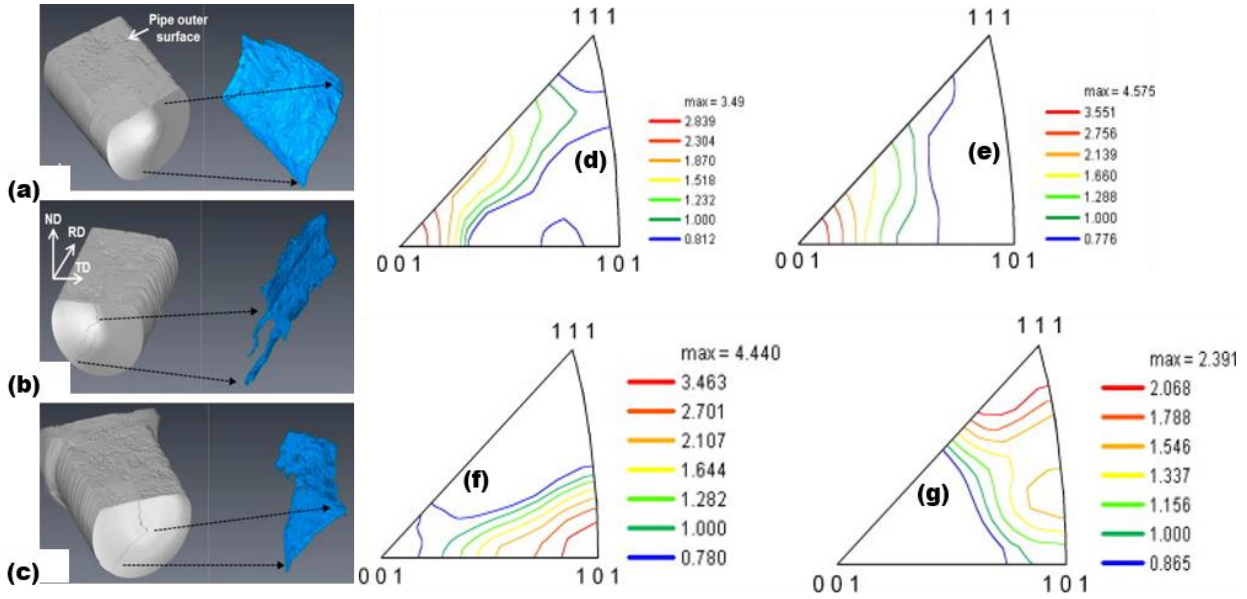 Pipe outer
surface
(a)
ND
RD
TD
(b)
(c)
1 1 1
max = 3.49
2.839
2.304
1.870
1.518
1.232
1.000
0.812
(d)
0 0 1
1 0 1
1 1 1
max = 4.575
3.551
2.756
2.139
1.660
1.288
1.000
0.776
(e)
0 0 1
1 0 1
1 1 1
max = 4.440
3.463
2.701
2.107
1.644
1.282
1.000
0.780
(f)
0 0 1
1 0 1
1 1 1
max = 2.391
2.068
1.788
1.546
1.337
1.156
1.000
0.865
(g)
0 0 1
1 0 1